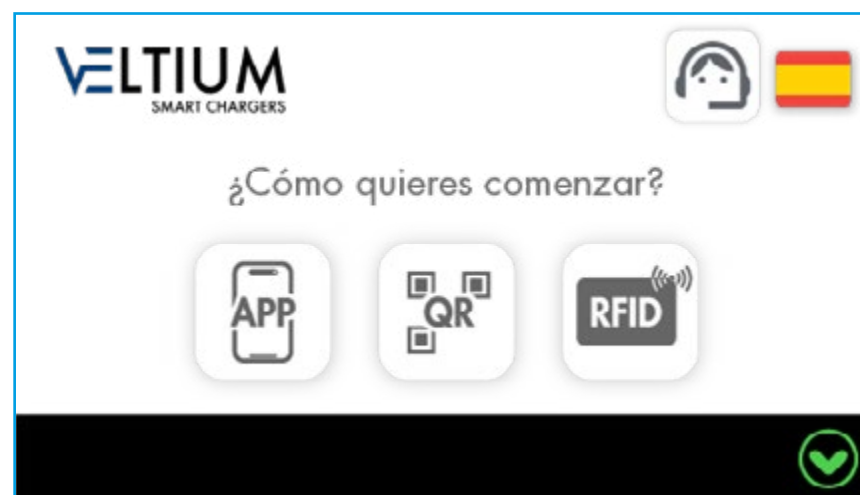 VELTIUM
SMART CHARGERS
¿Cómo quieres comenzar?
APP
QR
RFID